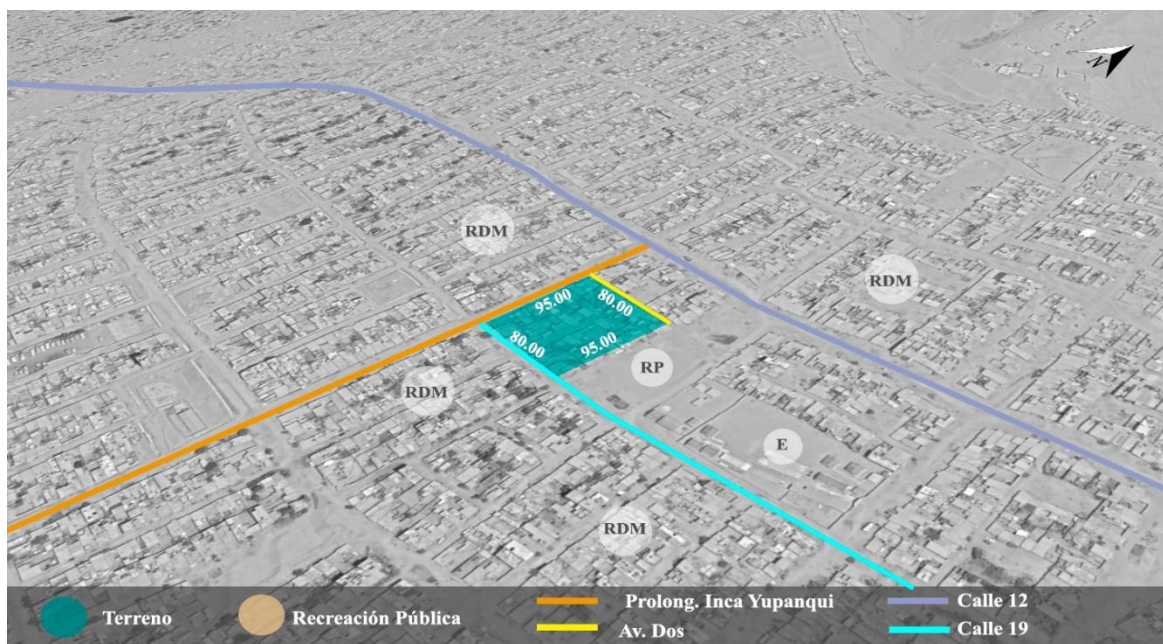 N
RDM
RDM
95.00
80.00
80.00
95.00
RP
RDM
E
RDM
Terreno
Recreación Pública
Prolong. Inca Yupanqui
Av. Dos
Calle 12
Calle 19